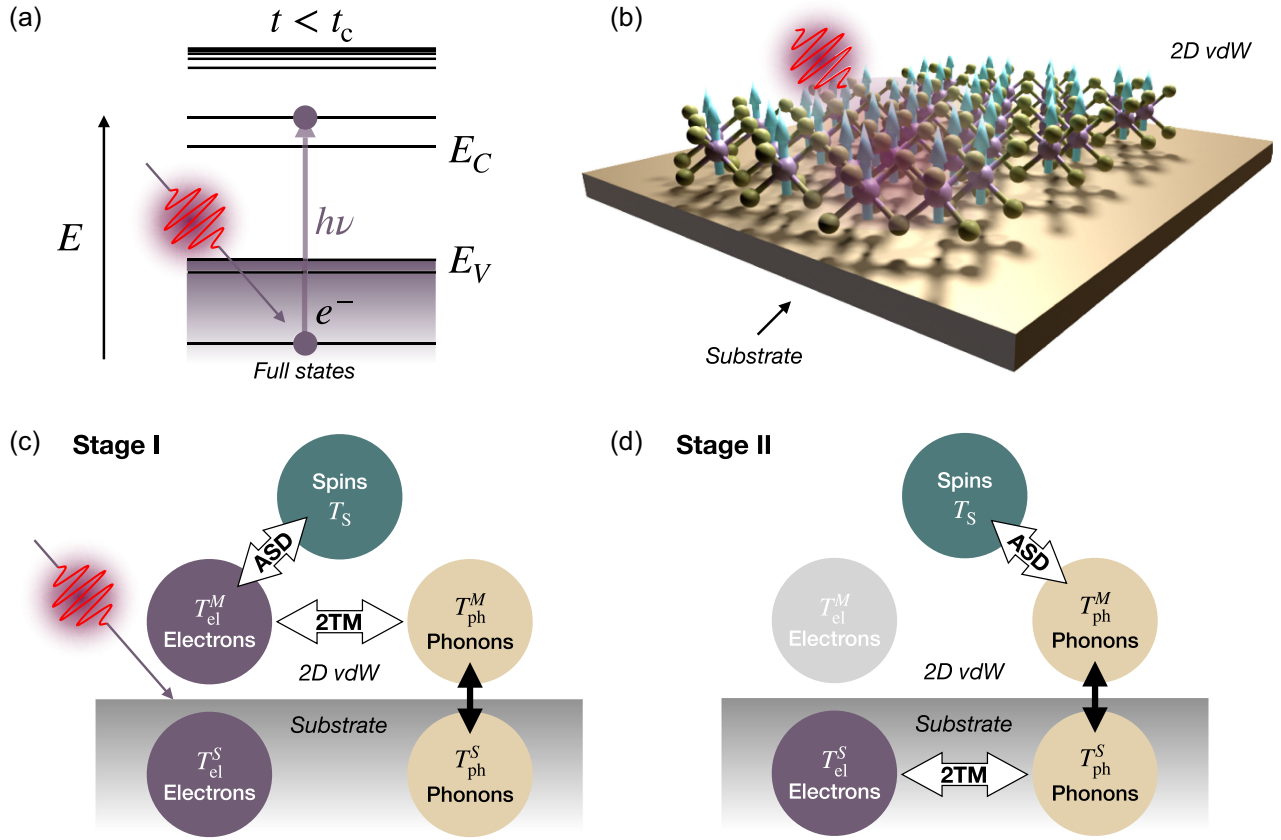 (a)
t < t_c
E
E_C
hν
E_V
e⁻
Full states
(b)
2D vdW
Substrate
(c) Stage I
Spins
T_S
ASD
T_el^M
Electrons
2TM
T_ph^M
Phonons
2D vdW
Substrate
T_el^S
Electrons
T_ph^S
Phonons
(d) Stage II
Spins
T_S
ASD
T_el^M
Electrons
T_ph^M
Phonons
2D vdW
Substrate
T_el^S
Electrons
2TM
T_ph^S
Phonons